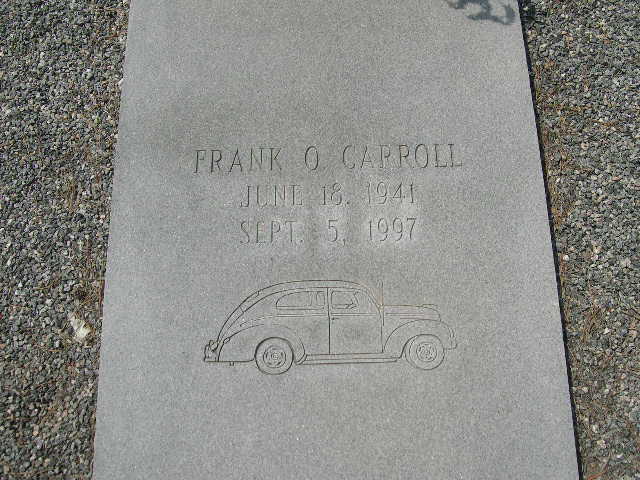 FRANK O. CARROLL
JUNE 18, 1941
SEPT. 5, 1997